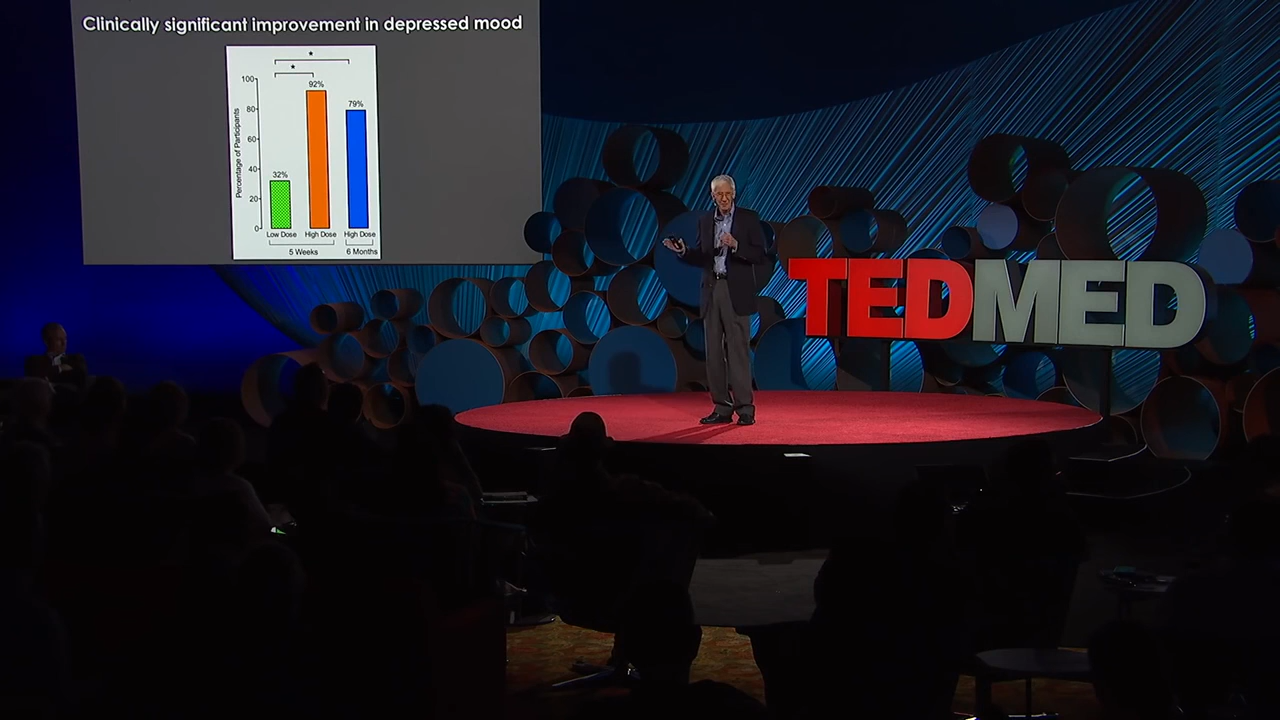 Clinically significant improvement in depressed mood
* 
*
100
92%
79%
80
60
40
32%
20
0
Percentage of Participants
Low Dose High Dose High Dose
5 Weeks 6 Months
TEDMED